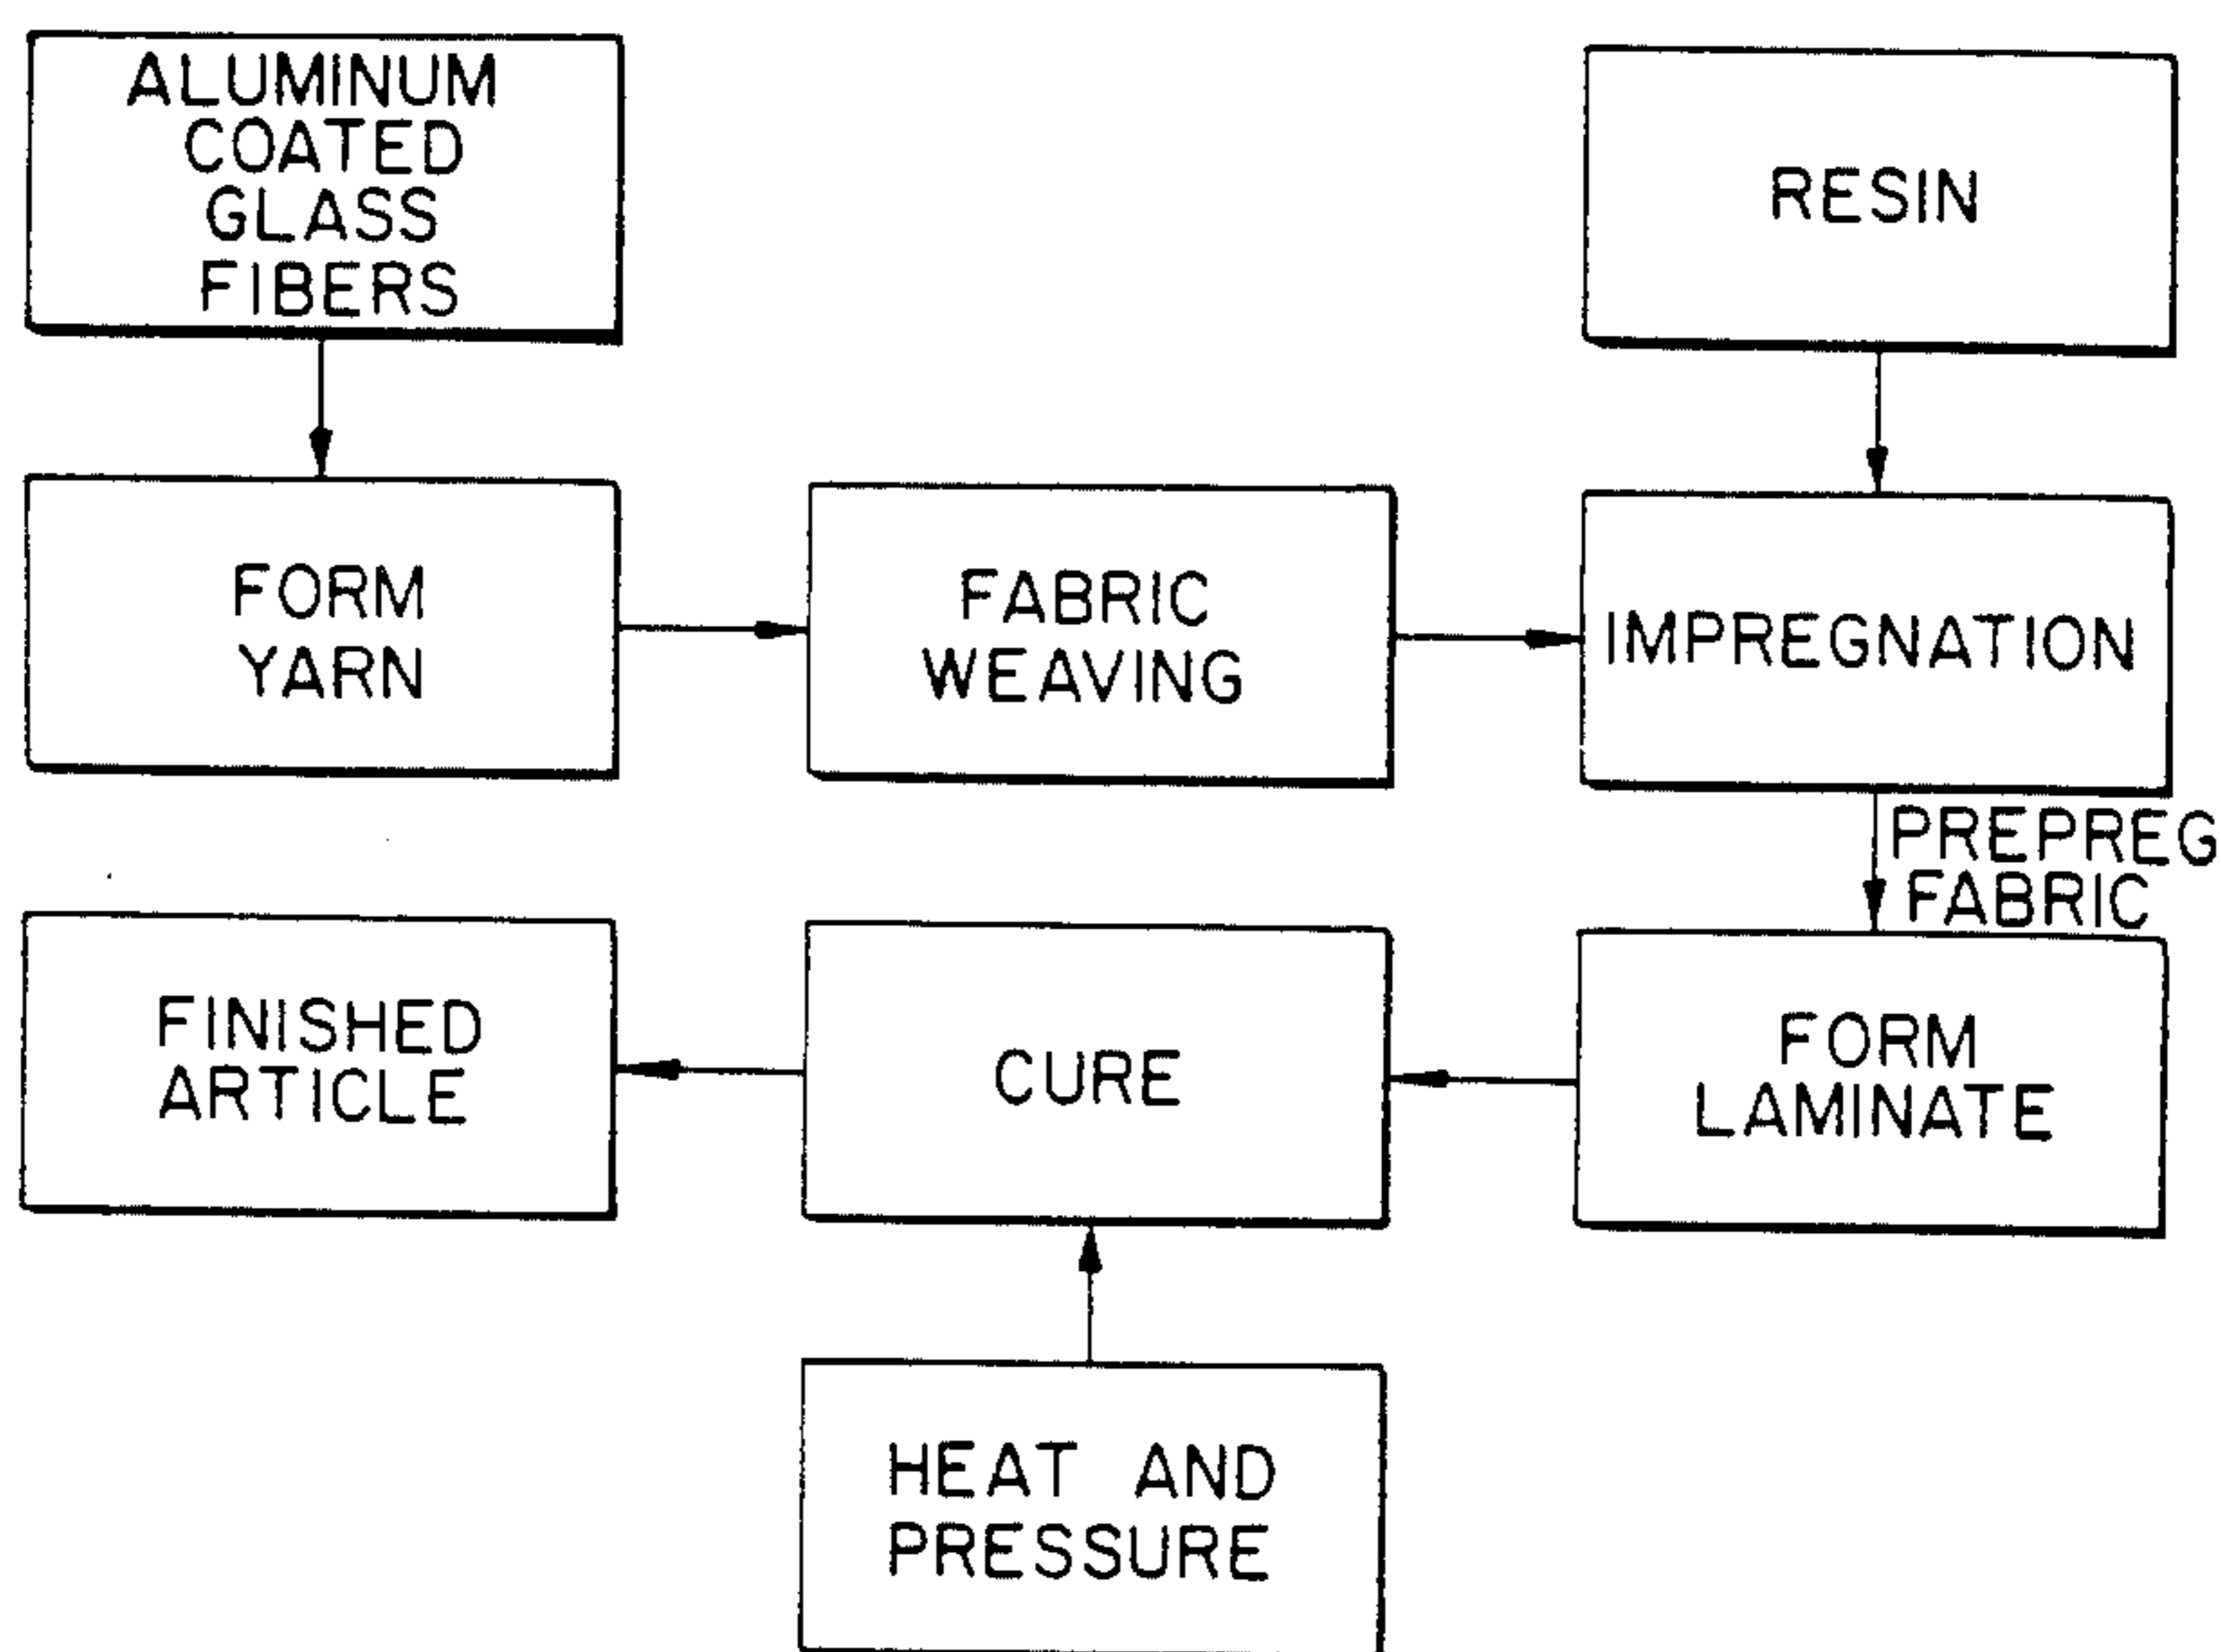 ALUMINUM
COATED
GLASS
FIBERS
RESIN
FORM
YARN
FABRIC
WEAVING
IMPREGNATION
PREPREG
FABRIC
FINISHED
ARTICLE
CURE
FORM
LAMINATE
HEAT AND
PRESSURE